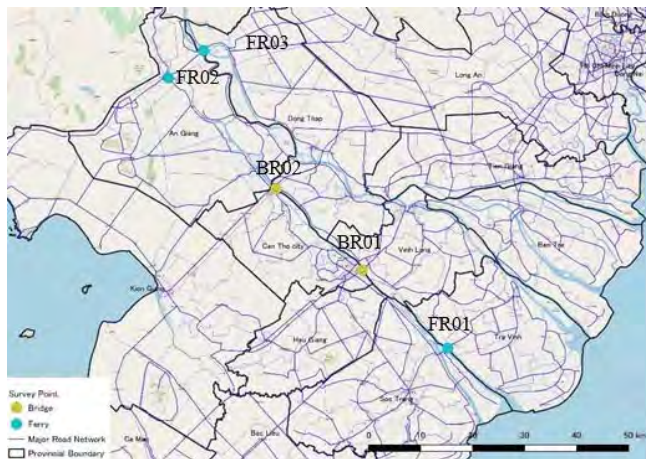 FR03
FR02
Long An
Dong Thap
An Giang
BR02
Tien Giang
Ben Tre
Can Tho city
BR01
Vinh Long
Kien Giang
FR01
Hau Giang
Tra Vinh
Soc Trang
Survey Point.
Bridge
Ferry
Major Road Network
Provincial Boundary
Ca Mau
Bac Lieu
0 10 20 30 40 50 km